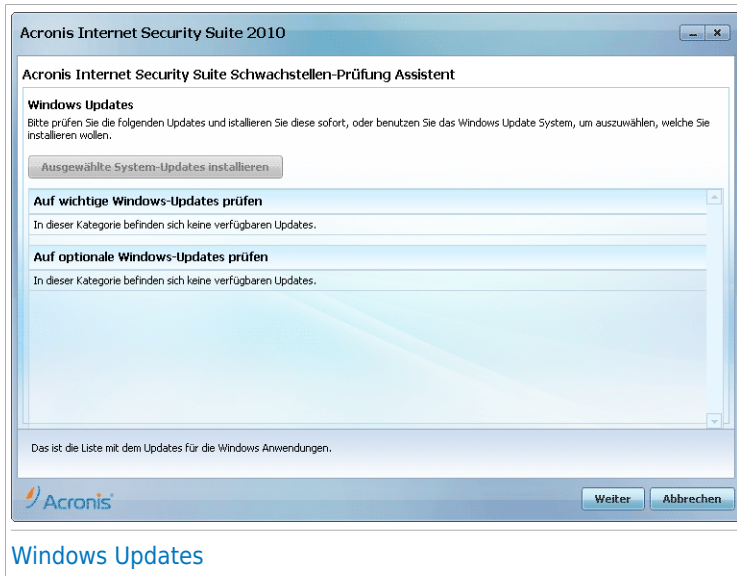 Acronis Internet Security Suite 2010
Acronis Internet Security Suite Schwachstellen-Prüfung Assistent
Windows Updates
Bitte prüfen Sie die folgenden Updates und istallieren Sie diese sofort, oder benutzen Sie das Windows Update System, um auszuwählen, welche Sie
installieren wollen.
Ausgewählte System-Updates installieren
Auf wichtige Windows-Updates prüfen
In dieser Kategorie befinden sich keine verfügbaren Updates.
Auf optionale Windows-Updates prüfen
In dieser Kategorie befinden sich keine verfügbaren Updates.
Das ist die Liste mit dem Updates für die Windows Anwendungen.
Acronis
Weiter Abbrechen
Windows Updates